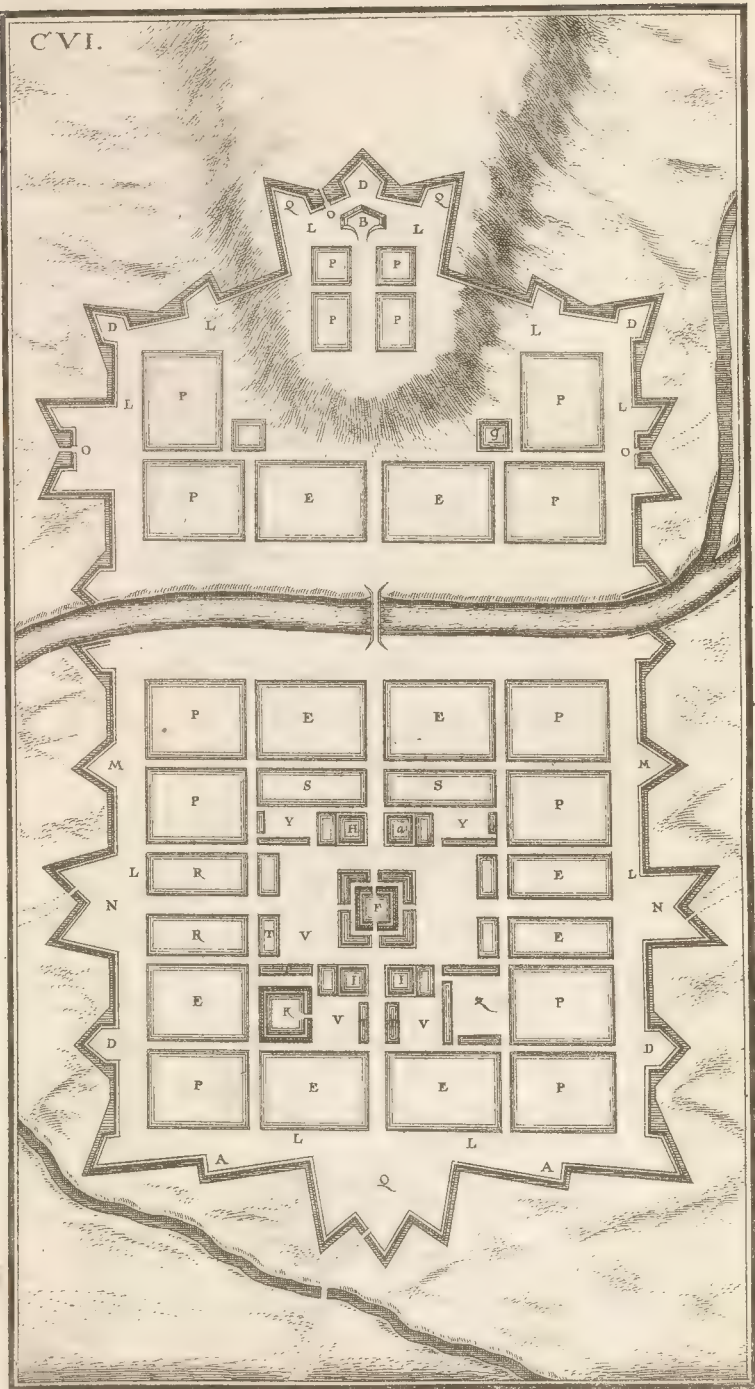 CVI.
D
Q O Q
L B L
P P
P P
D L L D
L P P L
O g O
P E E P
P E E P
M S S M
P Y H a Y P
L R E L
N F N
R T V E
I I
E K P
V V
D D
P E E P
L L
A A
Q